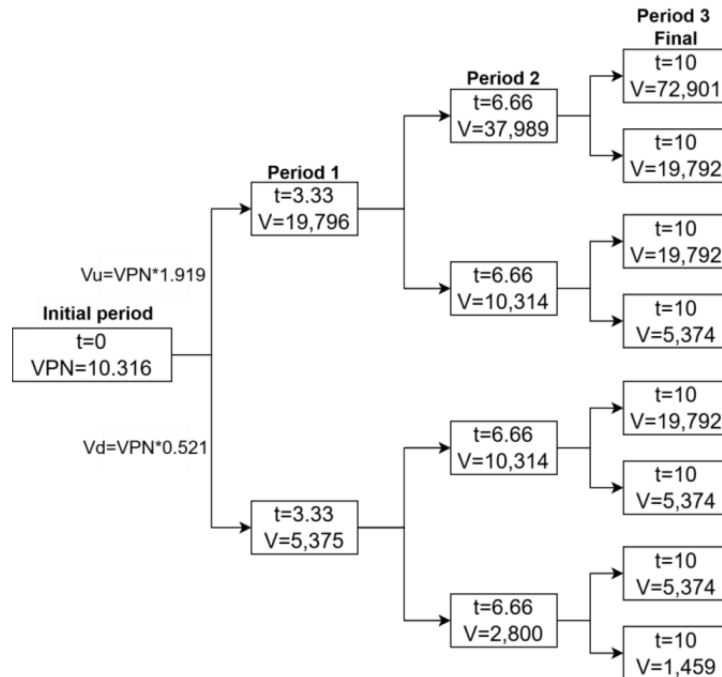 Period 3
Final
t=10
V=72,901
Period 2
t=6.66
V=37,989
t=10
V=19,792
Period 1
t=3.33
V=19,796
t=10
V=19,792
Vu=VPN*1.919
t=6.66
V=10,314
Initial period
t=0
VPN=10.316
t=10
V=5,374
t=10
V=19,792
Vd=VPN*0.521
t=6.66
V=10,314
t=10
V=5,374
t=3.33
V=5,375
t=10
V=5,374
t=6.66
V=2,800
t=10
V=1,459